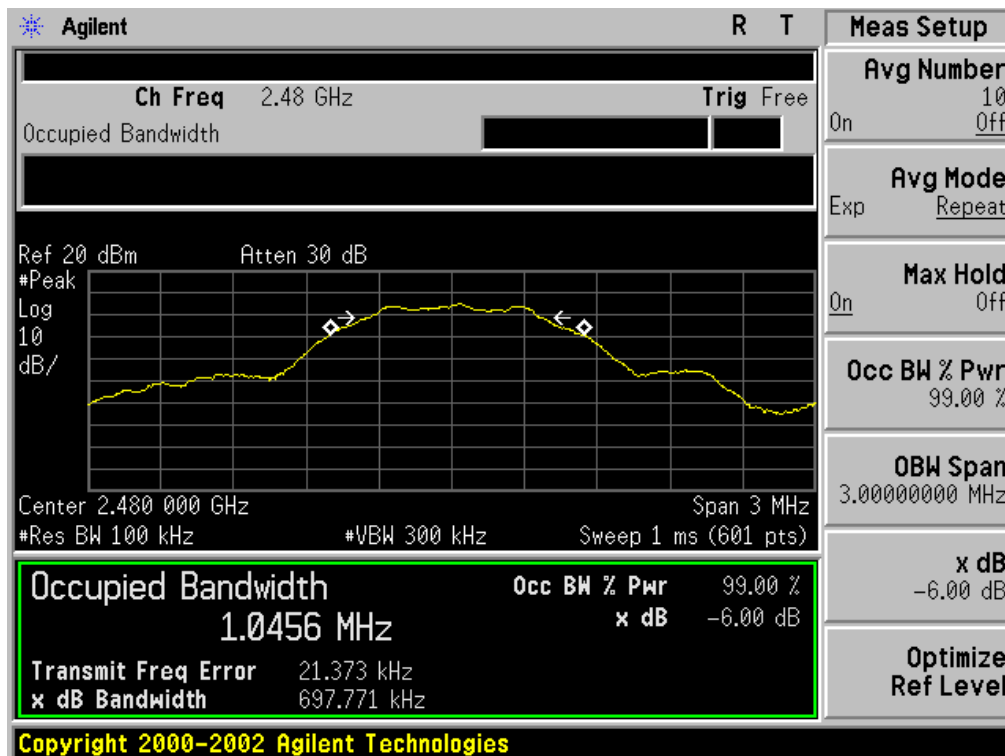 Agilent R T
Ch Freq 2.48 GHz Trig Free
Occupied Bandwidth
Ref 20 dBm Atten 30 dB
#Peak
Log
10
dB/
Center 2.480 000 GHz Span 3 MHz
#Res BW 100 kHz #VBW 300 kHz Sweep 1 ms (601 pts)
Occupied Bandwidth Occ BW % Pwr 99.00 %
1.0456 MHz x dB -6.00 dB
Transmit Freq Error 21.373 kHz
x dB Bandwidth 697.771 kHz
Copyright 2000-2002 Agilent Technologies
Meas Setup
Avg Number
10
On Off
Avg Mode
Exp Repeat
Max Hold
On Off
Occ BW % Pwr
99.00 %
OBW Span
3.00000000 MHz
x dB
-6.00 dB
Optimize
Ref Level